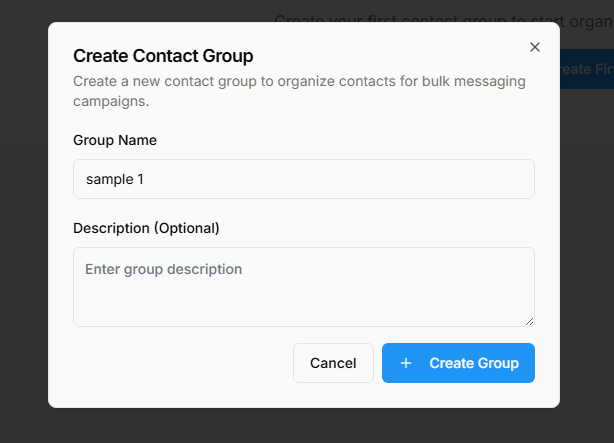 Create your first contact group to start organ
Create Contact Group
Create a new contact group to organize contacts for bulk messaging
campaigns.
reate Fir
Group Name
sample 1
Description (Optional)
Enter group description
Cancel
+ Create Group